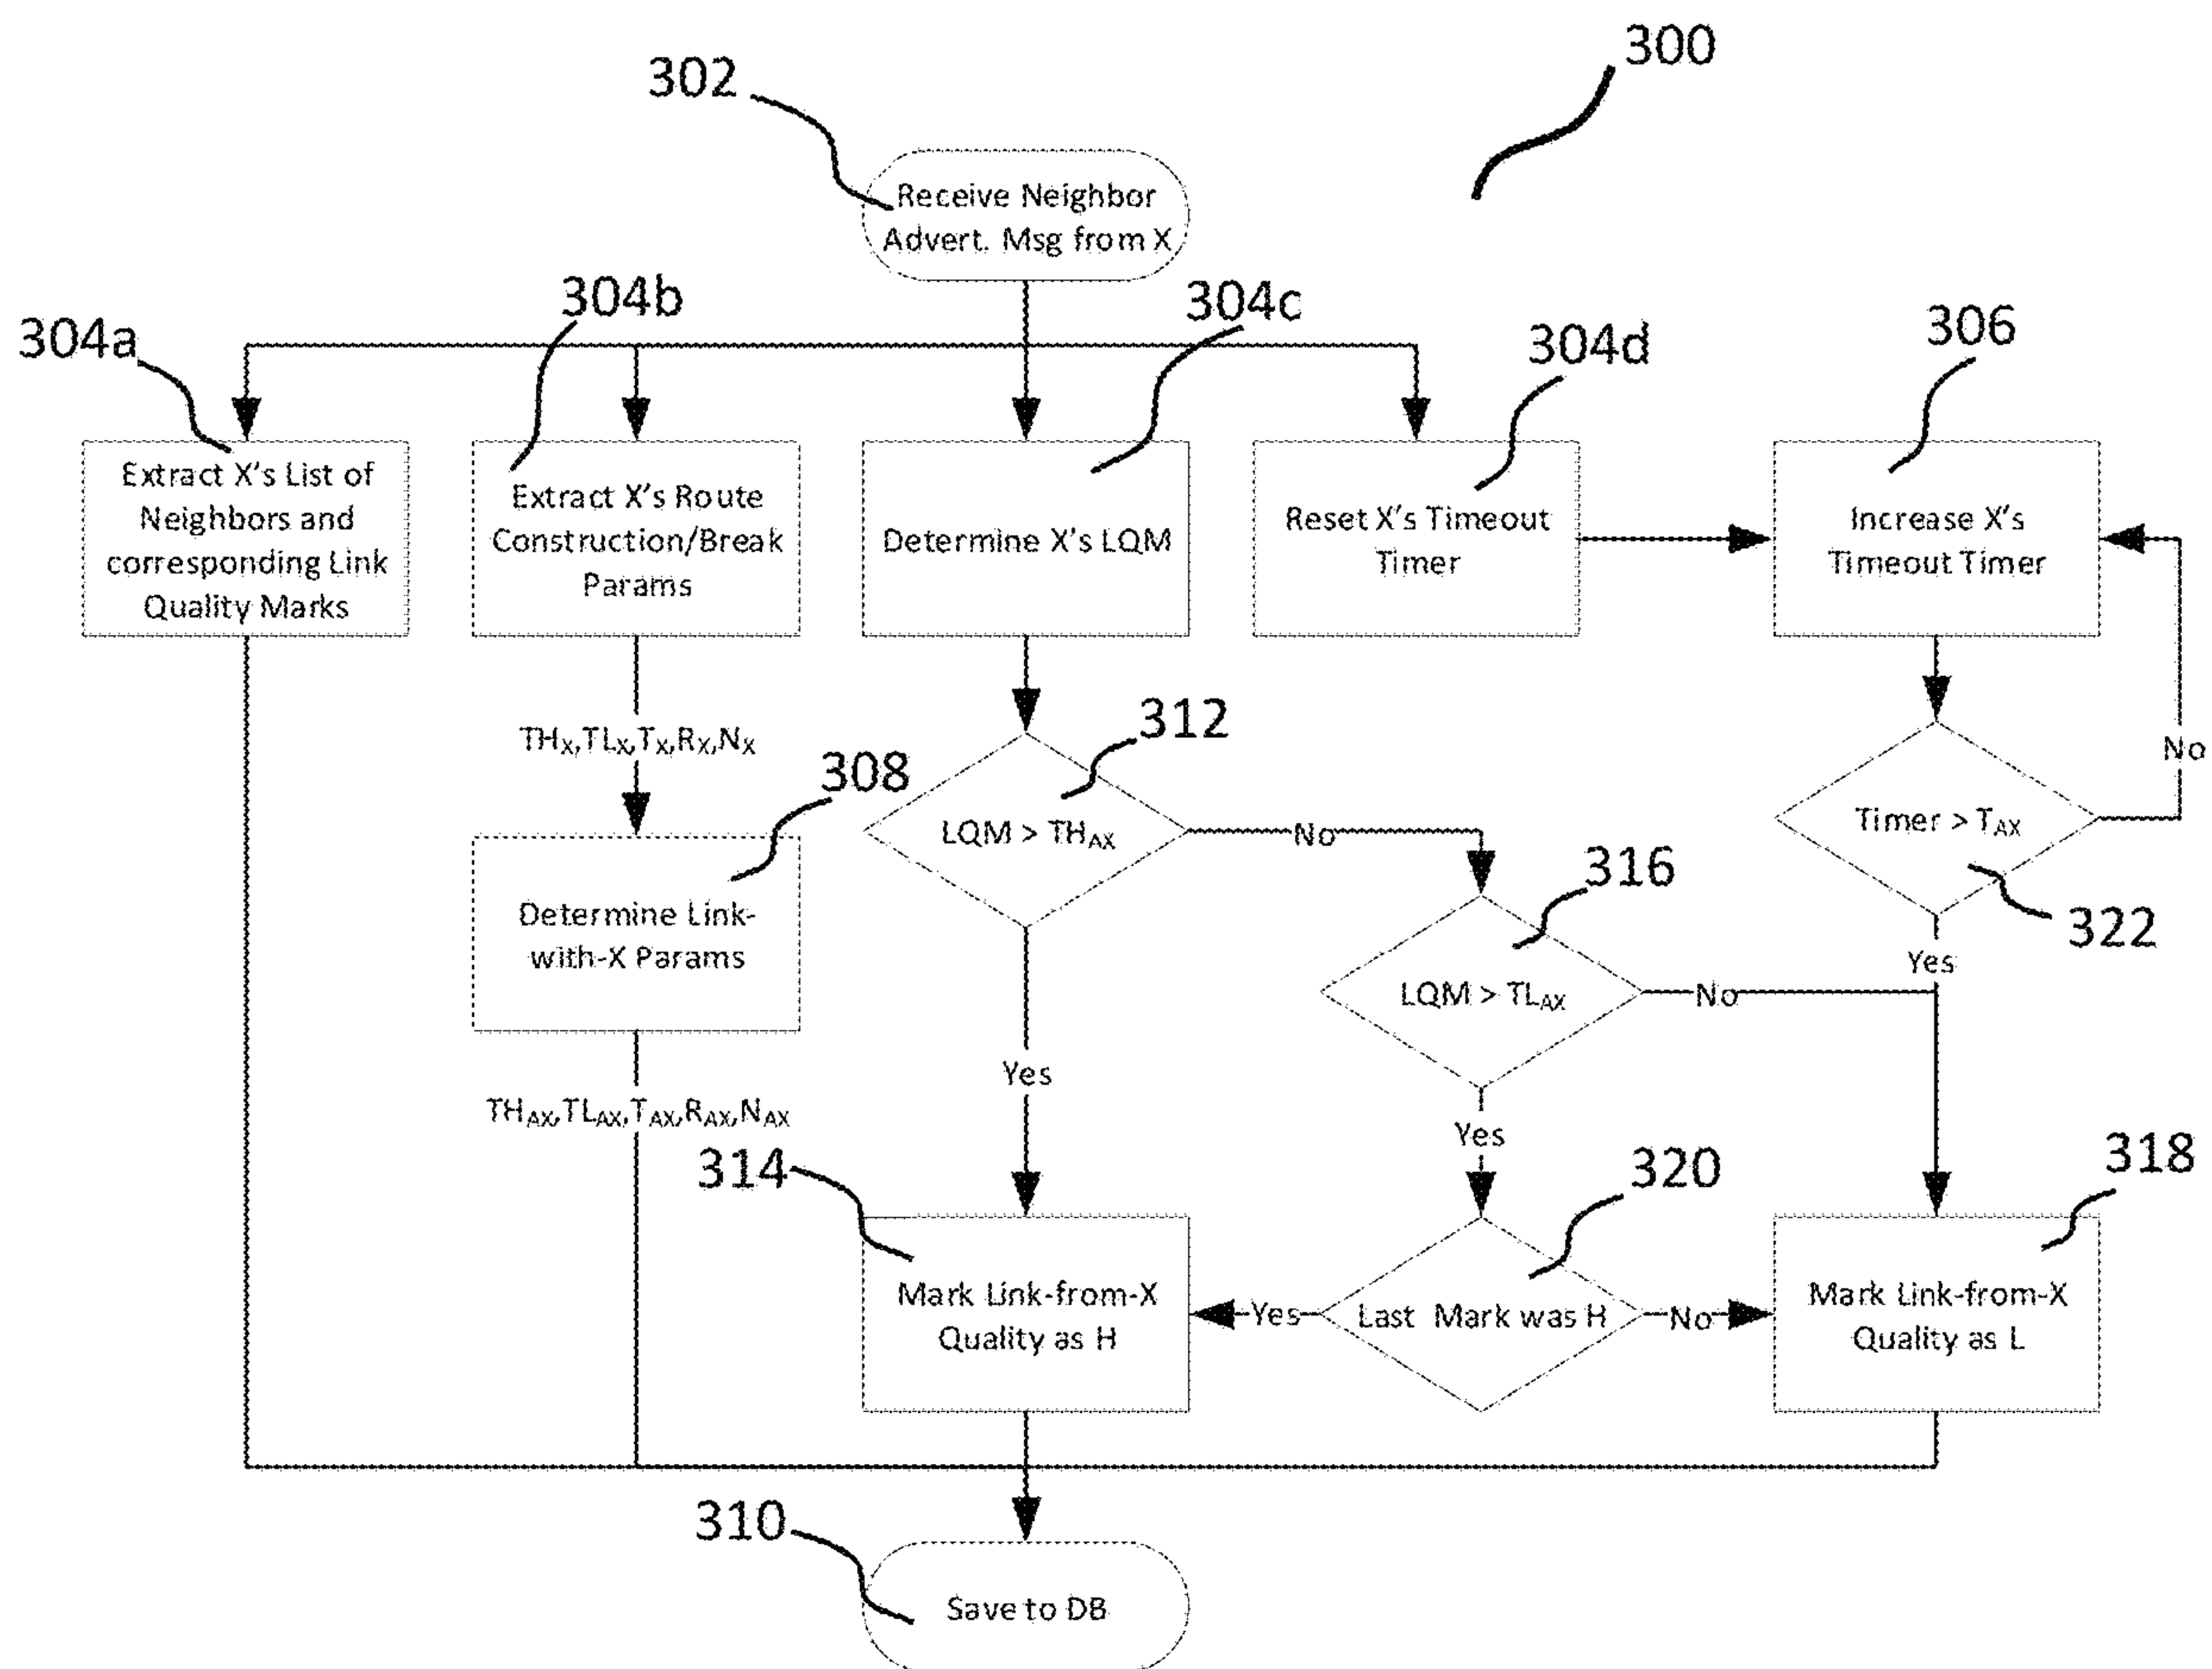 300
302
Receive Neighbor
Advert. Msg from X
304a
304b
304c
304d
306
Extract X's List of
Neighbors and
corresponding Link
Quality Marks
Extract X's Route
Construction/Break
Params
Determine X's LQM
Reset X's Timeout
Timer
Increase X's
Timeout Timer
THX,TLX,TX,RX,NX
308
312
No
LQM > THAX
No
Timer > TAX
316
322
Determine Link-
with-X Params
Yes
LQM > TLAX
No
Yes
THAX,TLAX,TAX,RAX,NAX
Yes
314
320
318
Mark Link-from-X
Quality as H
Yes
Last Mark was H
No
Mark Link-from-X
Quality as L
310
Save to DB